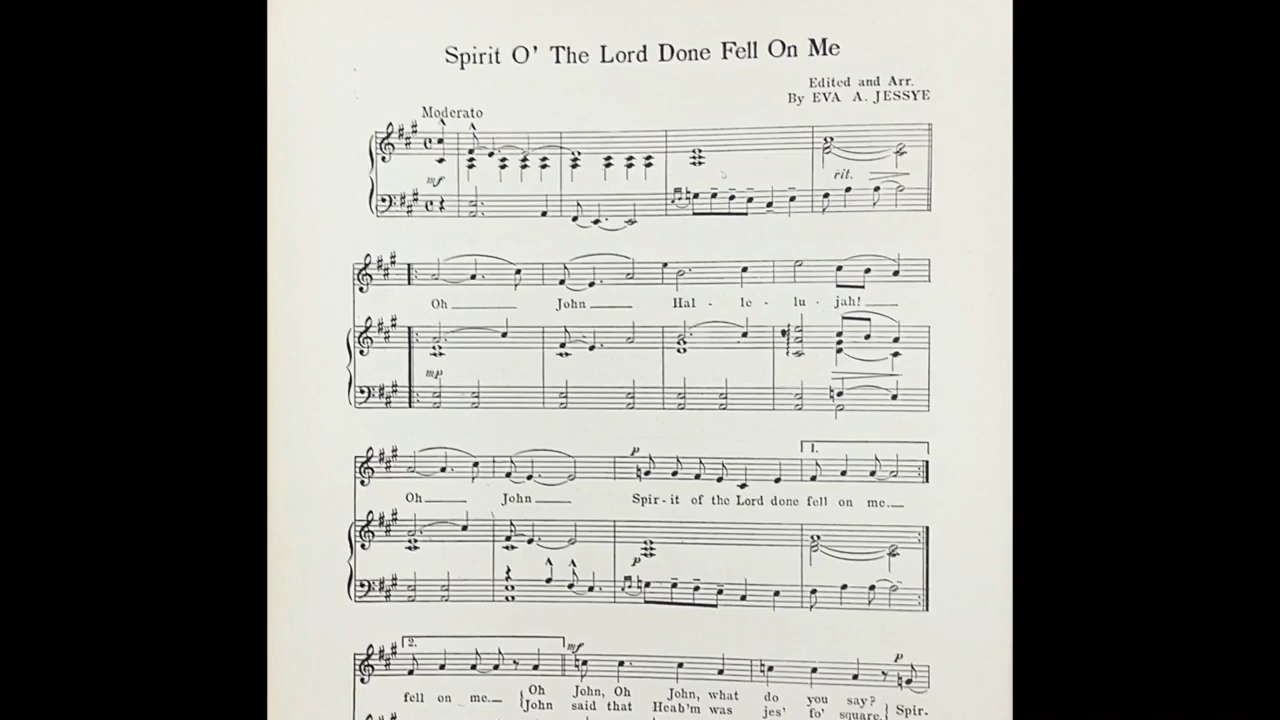 Spirit O' The Lord Done Fell On Me
Edited and Arr.
By EVA A. JESSYE
Moderato
mf
rit.
Oh John Hal - le - lu - jah!
mp
p
1.
Oh John Spir - it of the Lord done fell on me.
p
2.
mf
p
fell on me. Oh John, Oh John, what do you say?
John said that Heab'm was jes' fo' square. Spir-